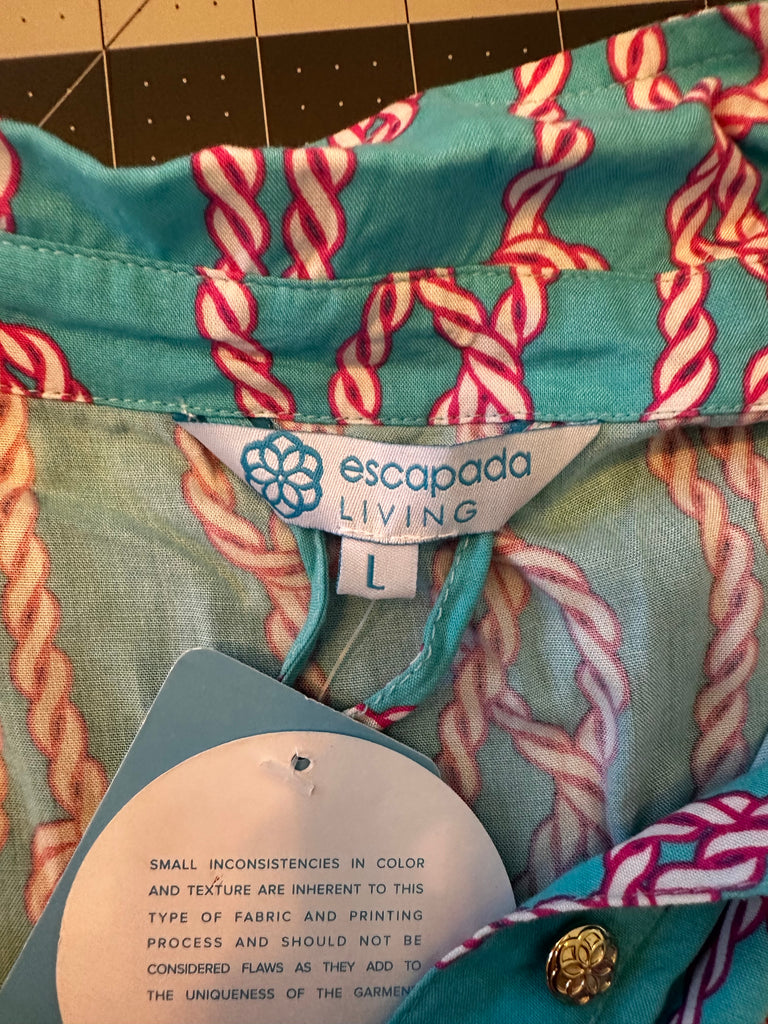 escapada
LIVING
L
SMALL INCONSISTENCIES IN COLOR
AND TEXTURE ARE INHERENT TO THIS
TYPE OF FABRIC AND PRINTING
PROCESS AND SHOULD NOT BE
CONSIDERED FLAWS AS THEY ADD TO
THE UNIQUENESS OF THE GARMEN